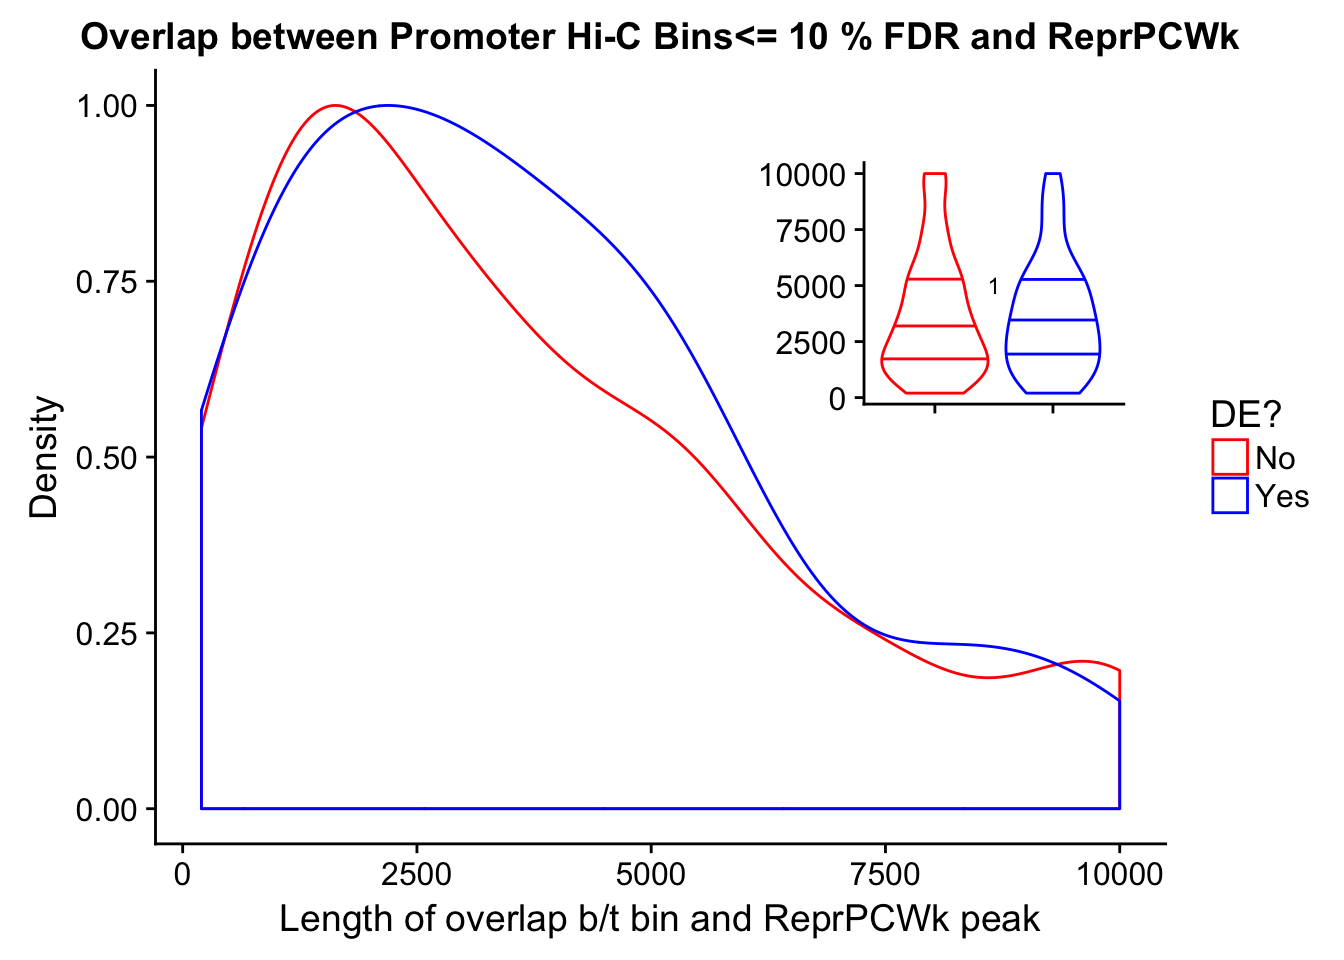 Overlap between Promoter Hi-C Bins<= 10 % FDR and ReprPCWk
1.00
0.75
0.50
0.25
0.00
Density
0
2500
5000
7500
10000
Length of overlap b/t bin and ReprPCWk peak
10000
7500
5000
2500
0
1
DE?
No
Yes